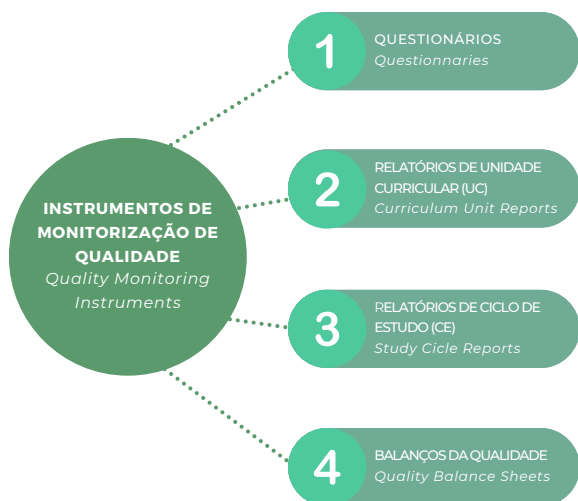 INSTRUMENTOS DE
MONITORIZAÇÃO DE
QUALIDADE
Quality Monitoring
Instruments
1
QUESTIONÁRIOS
Questionnaries
2
RELATÓRIOS DE UNIDADE
CURRICULAR (UC)
Curriculum Unit Reports
3
RELATÓRIOS DE CICLO DE
ESTUDO (CE)
Study Cicle Reports
4
BALANÇOS DA QUALIDADE
Quality Balance Sheets